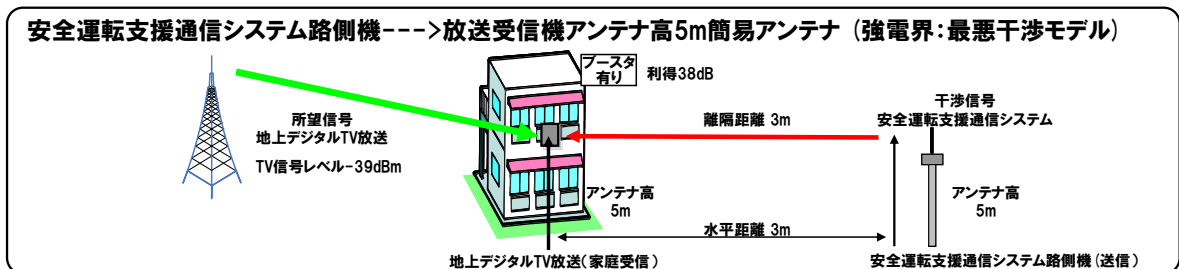 安全運転支援通信システム路側機--->放送受信機アンテナ高5m簡易アンテナ (強電界:最悪干渉モデル)
ブースタ
有り
利得38dB
所望信号
地上デジタルTV放送
TV信号レベル-39dBm
離隔距離 3m
干渉信号
安全運転支援通信システム
アンテナ高
5m
アンテナ高
5m
水平距離 3m
地上デジタルTV放送(家庭受信)
安全運転支援通信システム路側機(送信)